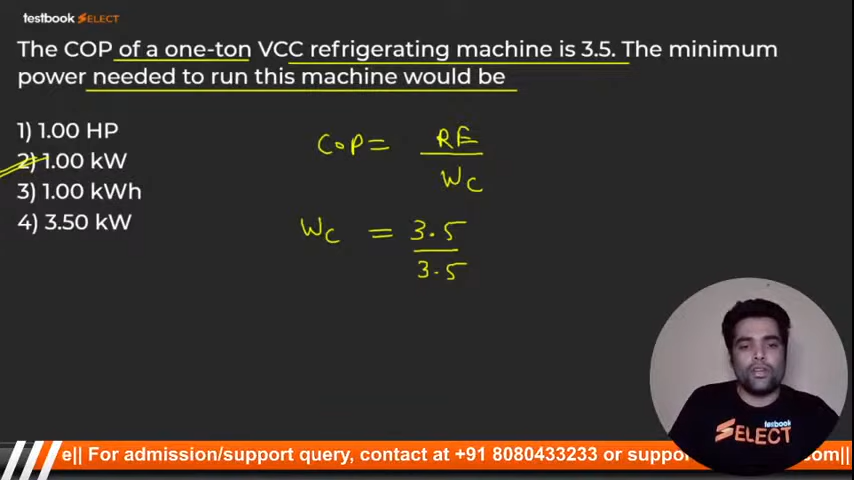 testbook SELECT
The COP of a one-ton VCC refrigerating machine is 3.5. The minimum
power needed to run this machine would be
1) 1.00 HP
2) 1.00 kW
3) 1.00 kWh
4) 3.50 kW
COP = RE
WC
WC = 3.5
3.5
testbook
SELECT
e|| For admission/support query, contact at +91 8080433233 or suppo om||